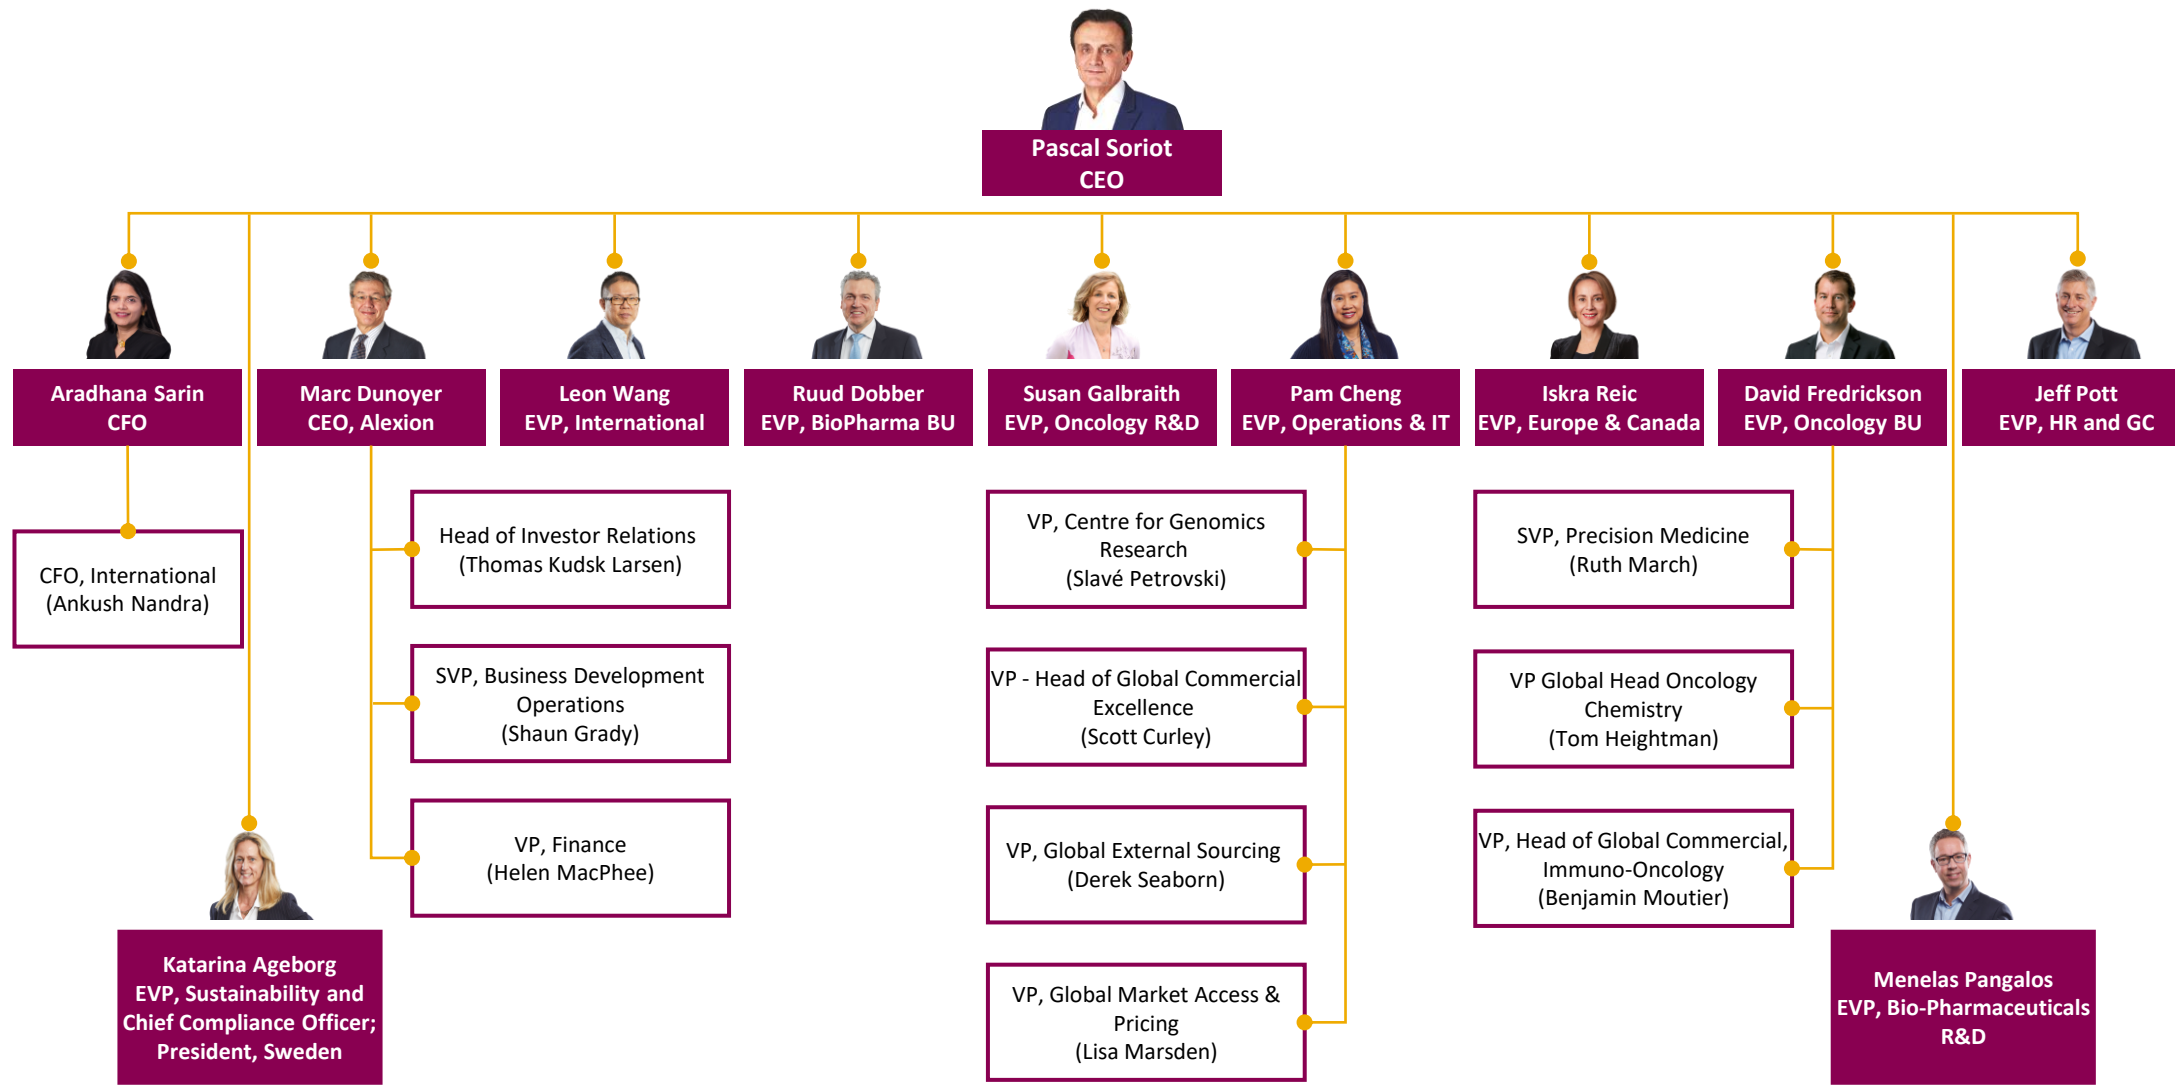 Pascal Soriot
CEO
Aradhana Sarin
CFO
Marc Dunoyer
CEO, Alexion
Leon Wang
EVP, International
Ruud Dobber
EVP, BioPharma BU
Susan Galbraith
EVP, Oncology R&D
Pam Cheng
EVP, Operations & IT
Iskra Reic
EVP, Europe & Canada
David Fredrickson
EVP, Oncology BU
Jeff Pott
EVP, HR and GC
CFO, International
(Ankush Nandra)
Head of Investor Relations
(Thomas Kudsk Larsen)
SVP, Business Development
Operations
(Shaun Grady)
VP, Finance
(Helen MacPhee)
VP, Centre for Genomics
Research
(Slavé Petrovski)
VP - Head of Global Commercial
Excellence
(Scott Curley)
VP, Global External Sourcing
(Derek Seaborn)
VP, Global Market Access &
Pricing
(Lisa Marsden)
SVP, Precision Medicine
(Ruth March)
VP Global Head Oncology
Chemistry
(Tom Heightman)
VP, Head of Global Commercial,
Immuno-Oncology
(Benjamin Moutier)
Katarina Ageborg
EVP, Sustainability and
Chief Compliance Officer;
President, Sweden
Menelas Pangalos
EVP, Bio-Pharmaceuticals
R&D